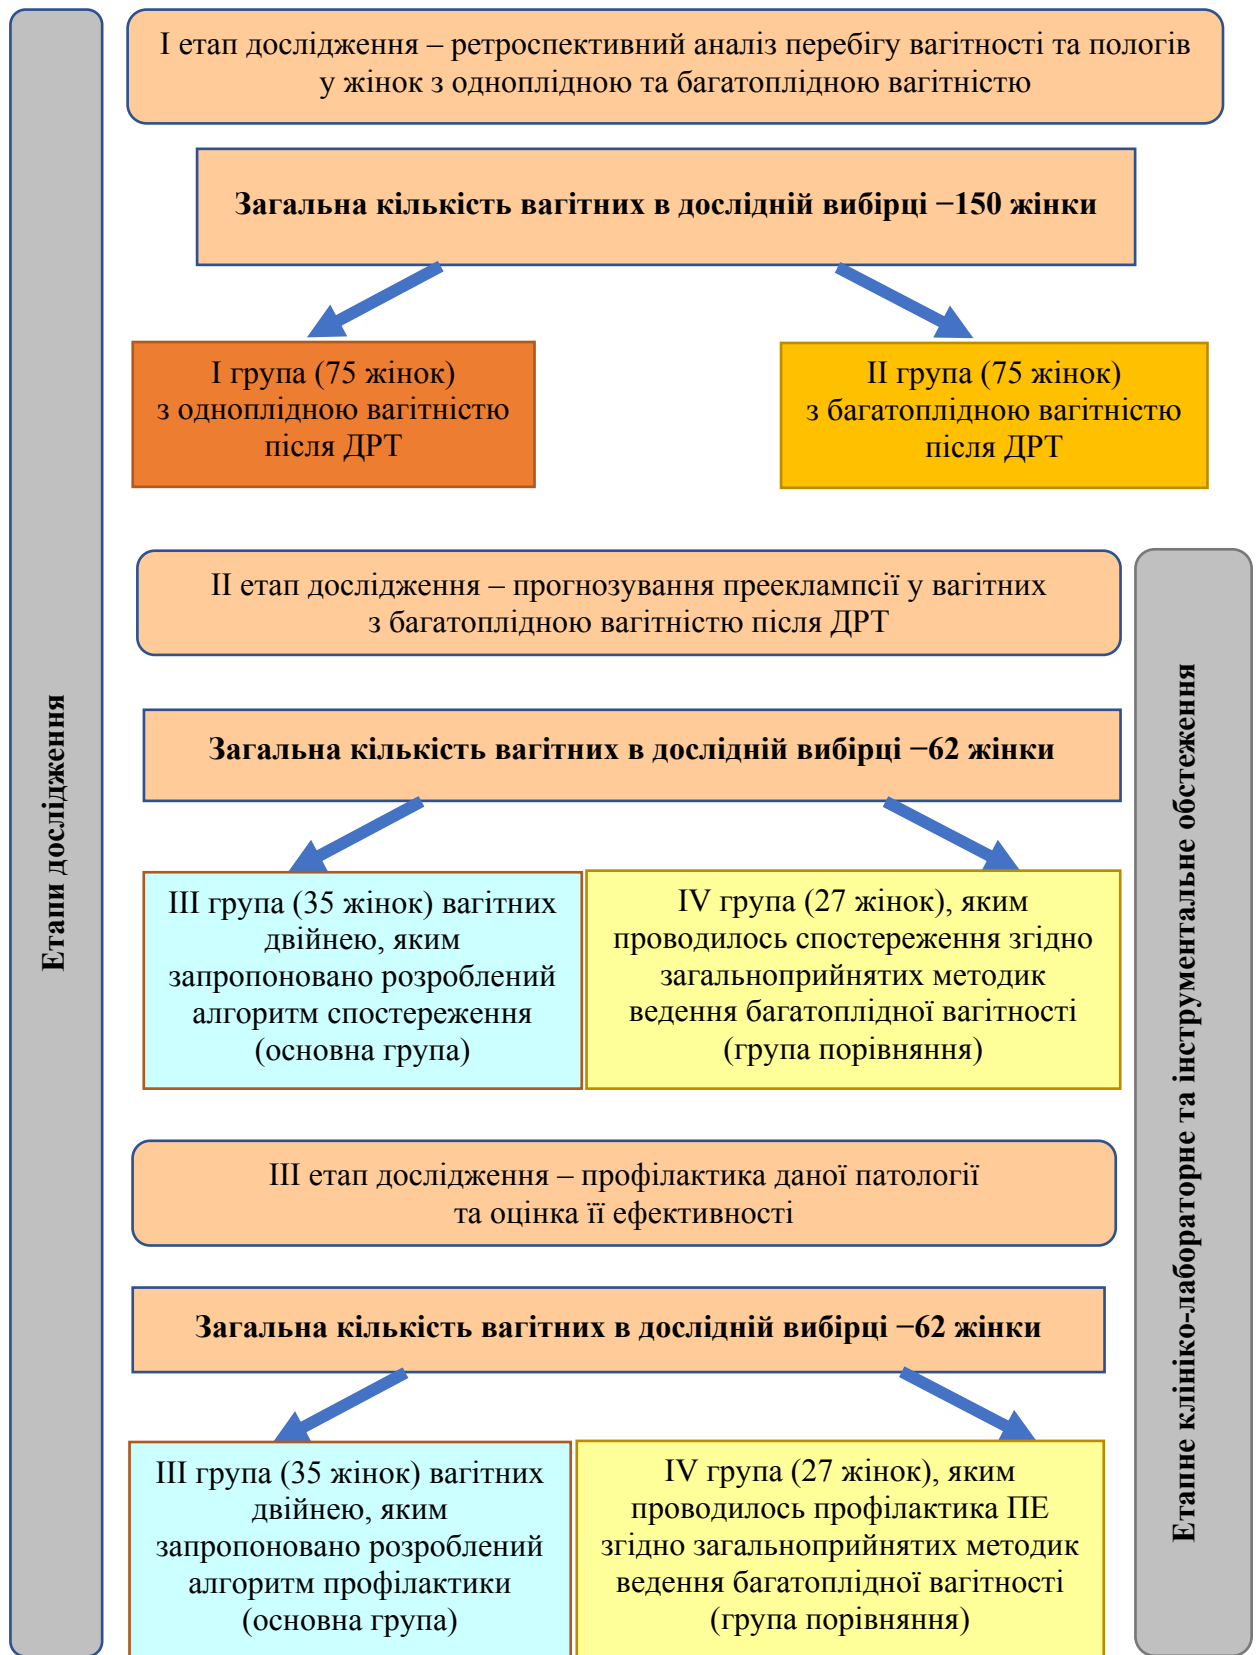 Етапи дослідження
І етап дослідження – ретроспективний аналіз перебігу вагітності та пологів
у жінок з одноплідною та багатоплідною вагітністю
Загальна кількість вагітних в дослідній вибірці −150 жінки
І група (75 жінок)
з одноплідною вагітністю
після ДРТ
ІІ група (75 жінок)
з багатоплідною вагітністю
після ДРТ
ІІ етап дослідження – прогнозування прееклампсії у вагітних
з багатоплідною вагітністю після ДРТ
Загальна кількість вагітних в дослідній вибірці −62 жінки
ІІІ група (35 жінок) вагітних
двійнею, яким
запропоновано розроблений
алгоритм спостереження
(основна група)
IV група (27 жінок), яким
проводилось спостереження згідно
загальноприйнятих методик
ведення багатоплідної вагітності
(група порівняння)
ІІІ етап дослідження – профілактика даної патології
та оцінка її ефективності
Загальна кількість вагітних в дослідній вибірці −62 жінки
ІІІ група (35 жінок) вагітних
двійнею, яким
запропоновано розроблений
алгоритм профілактики
(основна група)
IV група (27 жінок), яким
проводилось профілактика ПЕ
згідно загальноприйнятих методик
ведення багатоплідної вагітності
(група порівняння)
Етапне клініко-лабораторне та інструментальне обстеження